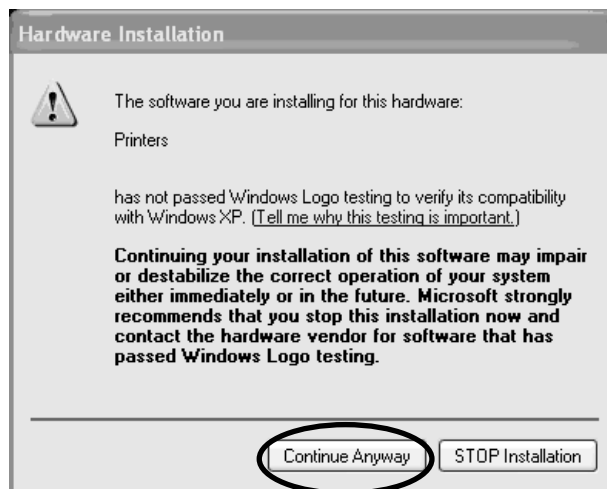 Hardware Installation
The software you are installing for this hardware:
Printers
has not passed Windows Logo testing to verify its compatibility
with Windows XP. (Tell me why this testing is important.)
Continuing your installation of this software may impair
or destabilize the correct operation of your system
either immediately or in the future. Microsoft strongly
recommends that you stop this installation now and
contact the hardware vendor for software that has
passed Windows Logo testing.
Continue Anyway
STOP Installation